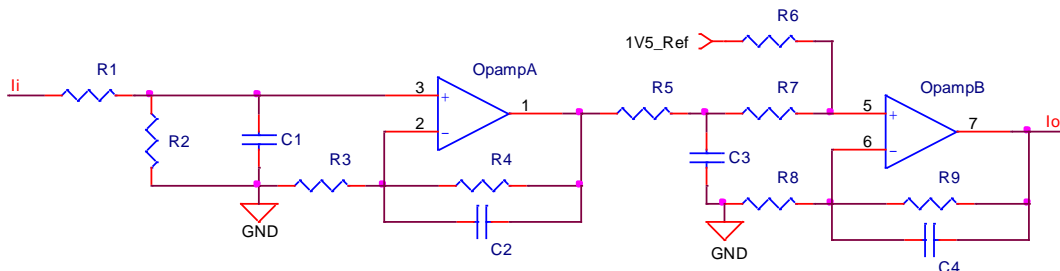 R6
1V5_Ref
Ii
R1
OpampA
R5
R7
OpampB
3
+
1
5
+
7
Io
2
−
6
−
R2
C1
R3
R4
C3
R8
R9
GND
C2
GND
C4